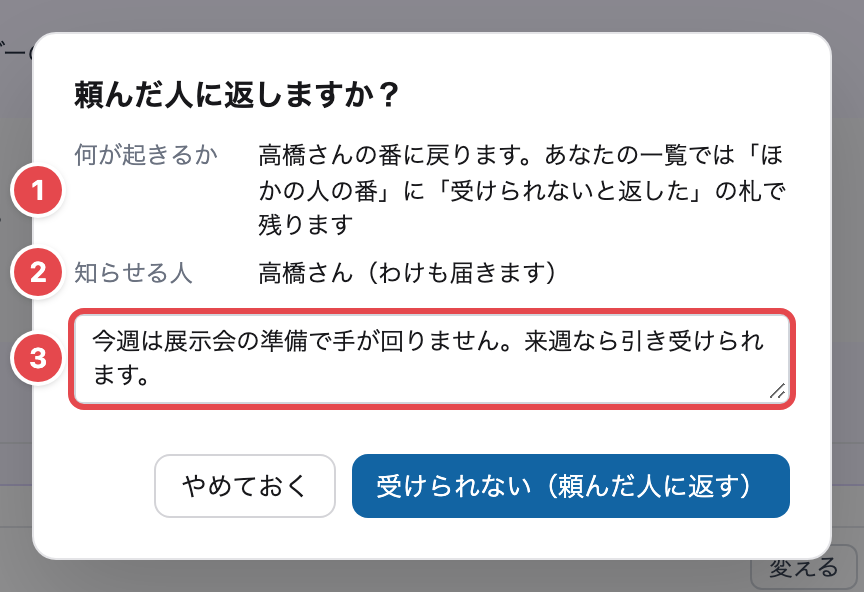 頼んだ人に返しますか？
何が起きるか
高橋さんの番に戻ります。あなたの一覧では「ほ
かの人の番」に「受けられないと返した」の札で
残ります
1
2
知らせる人
高橋さん（わけも届きます）
3
今週は展示会の準備で手が回りません。来週なら引き受けられ
ます。
やめておく
受けられない（頼んだ人に返す）
変える